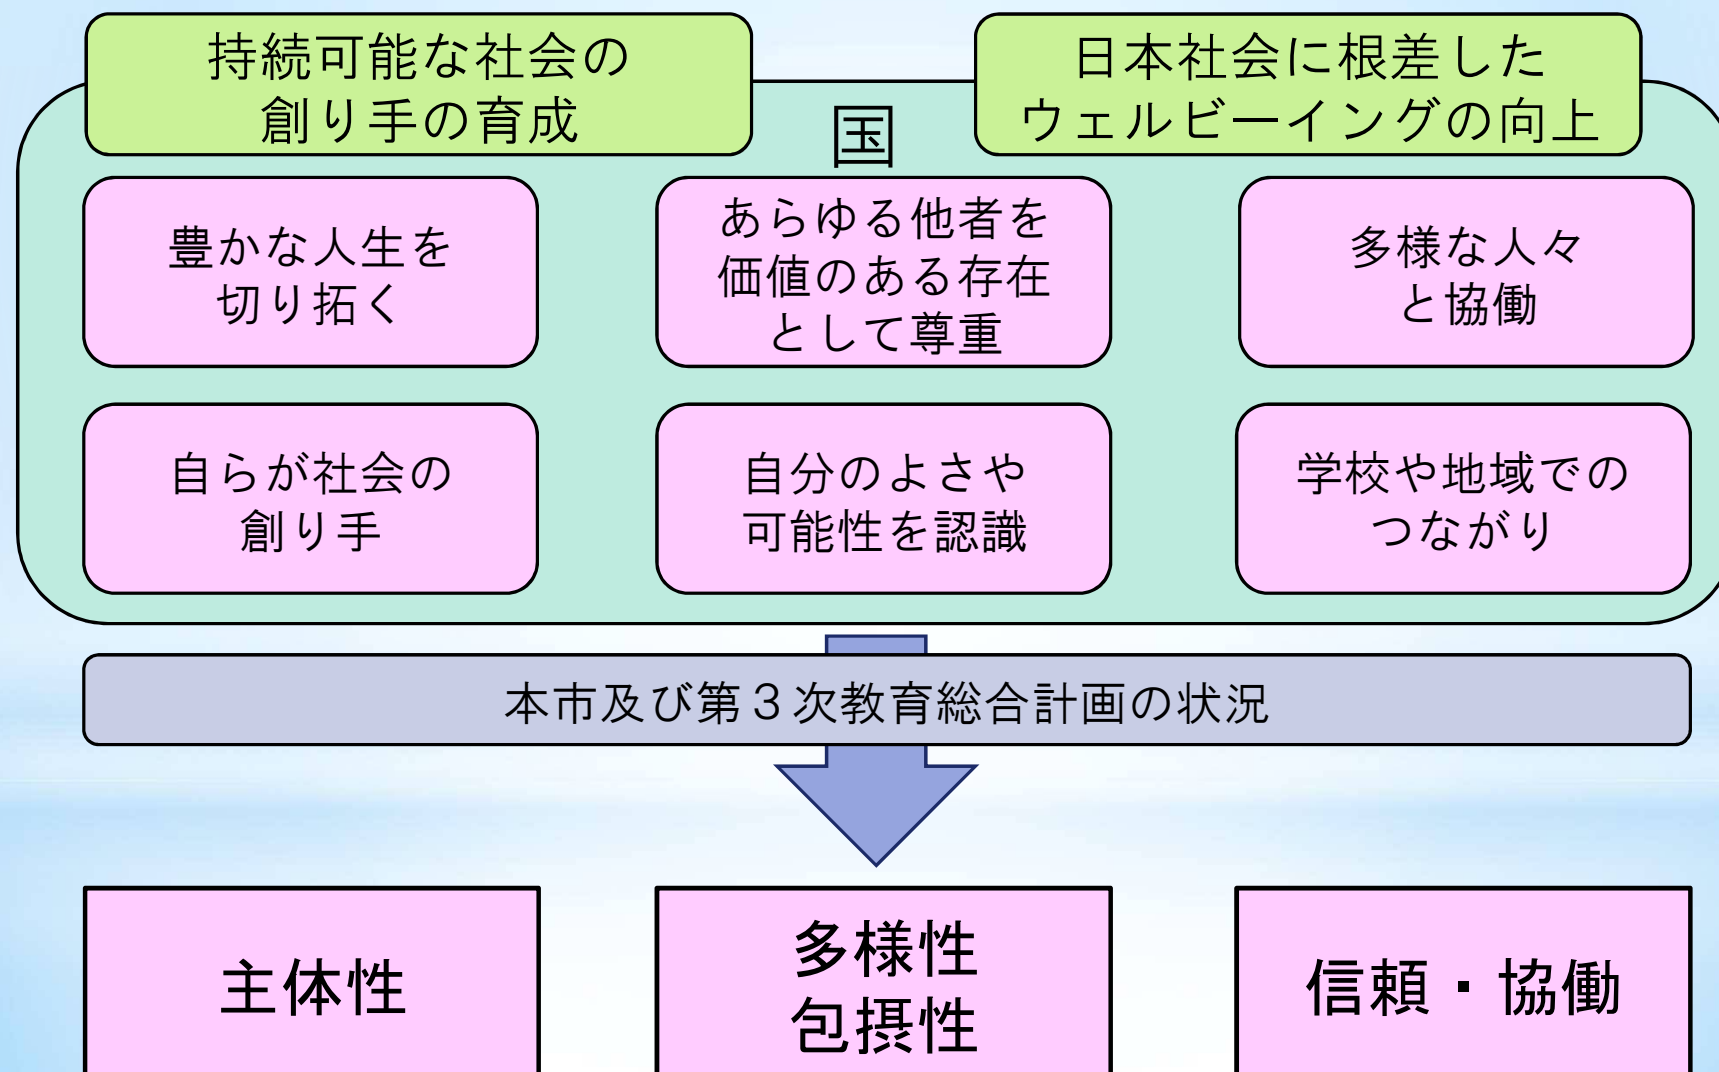 持続可能な社会の
創り手の育成
日本社会に根差した
ウェルビーイングの向上
国
豊かな人生を
切り拓く
あらゆる他者を
価値のある存在
として尊重
多様な人々
と協働
自らが社会の
創り手
自分のよさや
可能性を認識
学校や地域での
つながり
本市及び第３次教育総合計画の状況
主体性
多様性
包摂性
信頼・協働